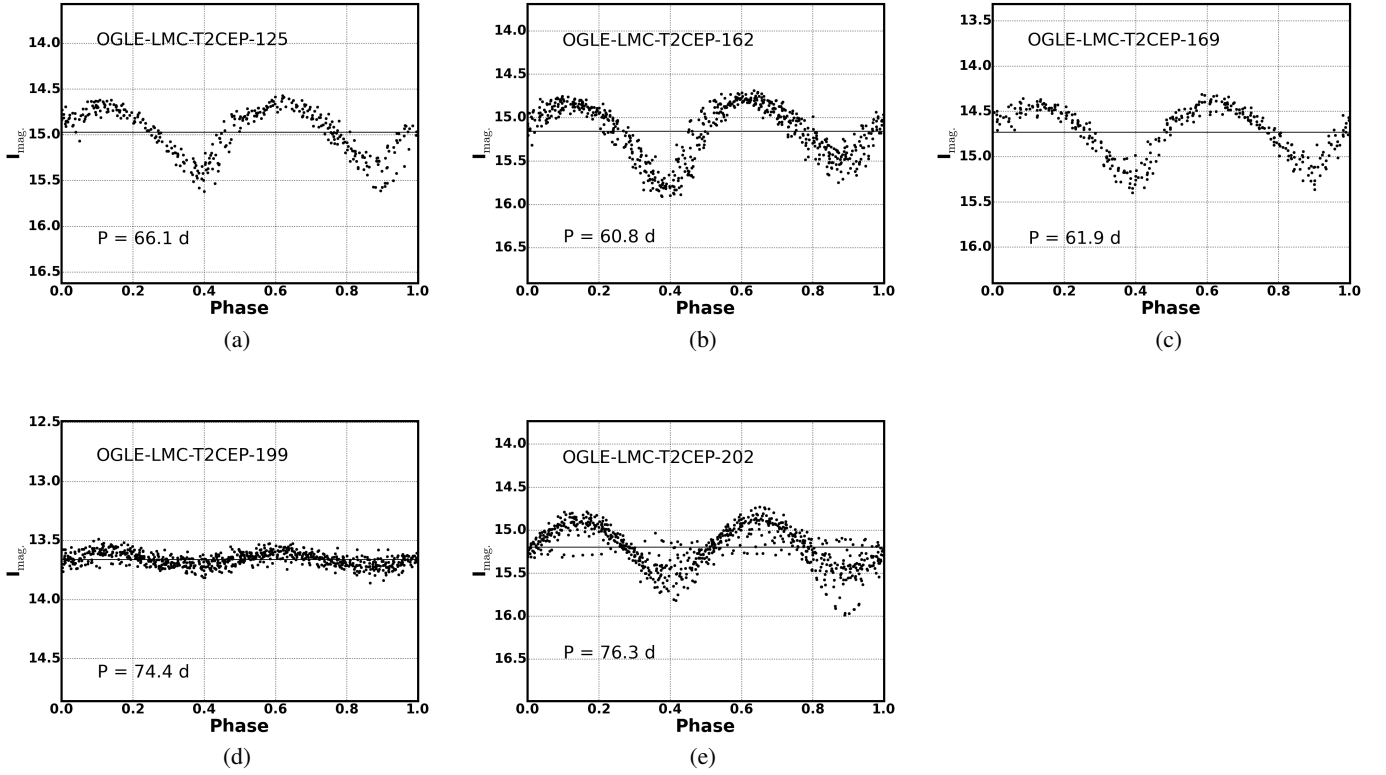 OGLE-LMC-T2CEP-125
14.0
14.5
15.0
15.5
16.0
16.5
I mag.
P = 66.1 d
0.0 0.2 0.4 0.6 0.8 1.0
Phase
(a)
OGLE-LMC-T2CEP-162
14.0
14.5
15.0
15.5
16.0
16.5
I mag.
P = 60.8 d
0.0 0.2 0.4 0.6 0.8 1.0
Phase
(b)
OGLE-LMC-T2CEP-169
13.5
14.0
14.5
15.0
15.5
16.0
I mag.
P = 61.9 d
0.0 0.2 0.4 0.6 0.8 1.0
Phase
(c)
OGLE-LMC-T2CEP-199
12.5
13.0
13.5
14.0
14.5
I mag.
P = 74.4 d
0.0 0.2 0.4 0.6 0.8 1.0
Phase
(d)
OGLE-LMC-T2CEP-202
14.0
14.5
15.0
15.5
16.0
16.5
I mag.
P = 76.3 d
0.0 0.2 0.4 0.6 0.8 1.0
Phase
(e)